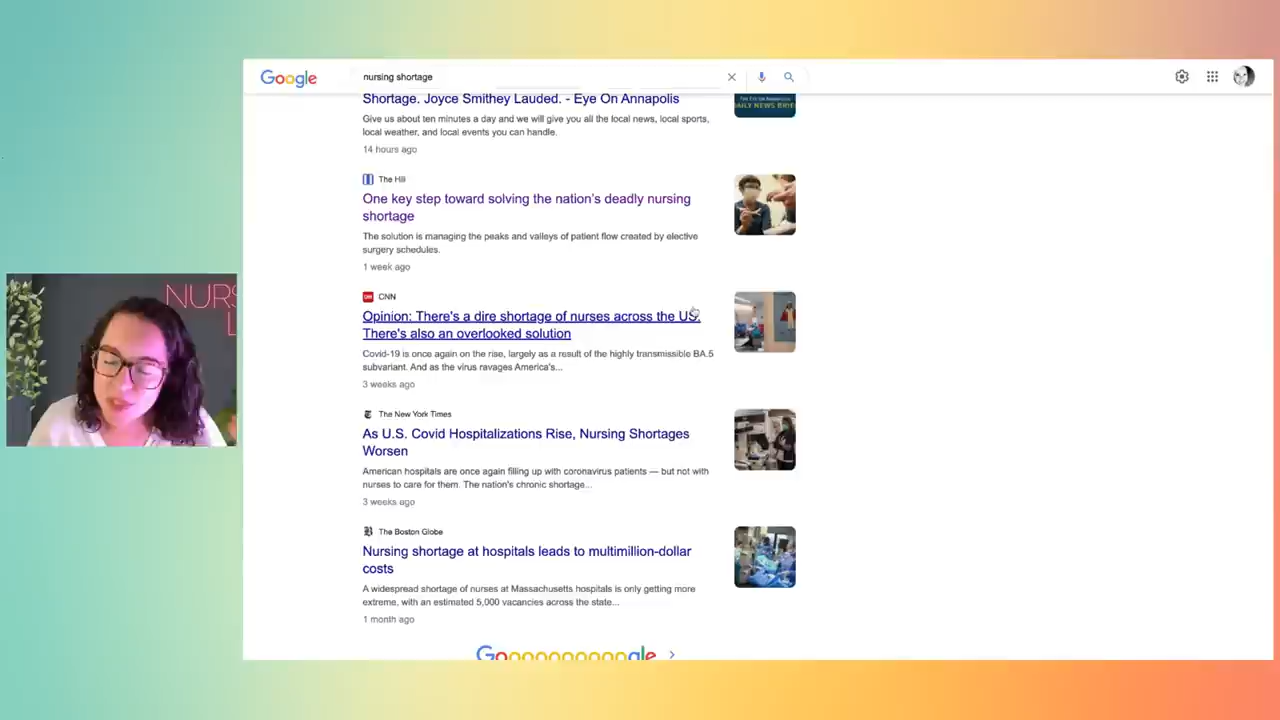 Google
nursing shortage
Shortage. Joyce Smithey Lauded. - Eye On Annapolis
DAILY NEWS BRIEF
Give us about ten minutes a day and we will give you all the local news, local sports,
local weather, and local events you can handle.
14 hours ago
The Hill
One key step toward solving the nation's deadly nursing
shortage
The solution is managing the peaks and valleys of patient flow created by elective
surgery schedules.
1 week ago
CNN
Opinion: There's a dire shortage of nurses across the US.
There's also an overlooked solution
Covid-19 is once again on the rise, largely as a result of the highly transmissible BA.5
subvariant. And as the virus ravages America's...
3 weeks ago
NURS
L
The New York Times
As U.S. Covid Hospitalizations Rise, Nursing Shortages
Worsen
American hospitals are once again filling up with coronavirus patients — but not with
nurses to care for them. The nation's chronic shortage...
3 weeks ago
The Boston Globe
Nursing shortage at hospitals leads to multimillion-dollar
costs
A widespread shortage of nurses at Massachusetts hospitals is only getting more
extreme, with an estimated 5,000 vacancies across the state...
1 month ago
Goooooooooogle